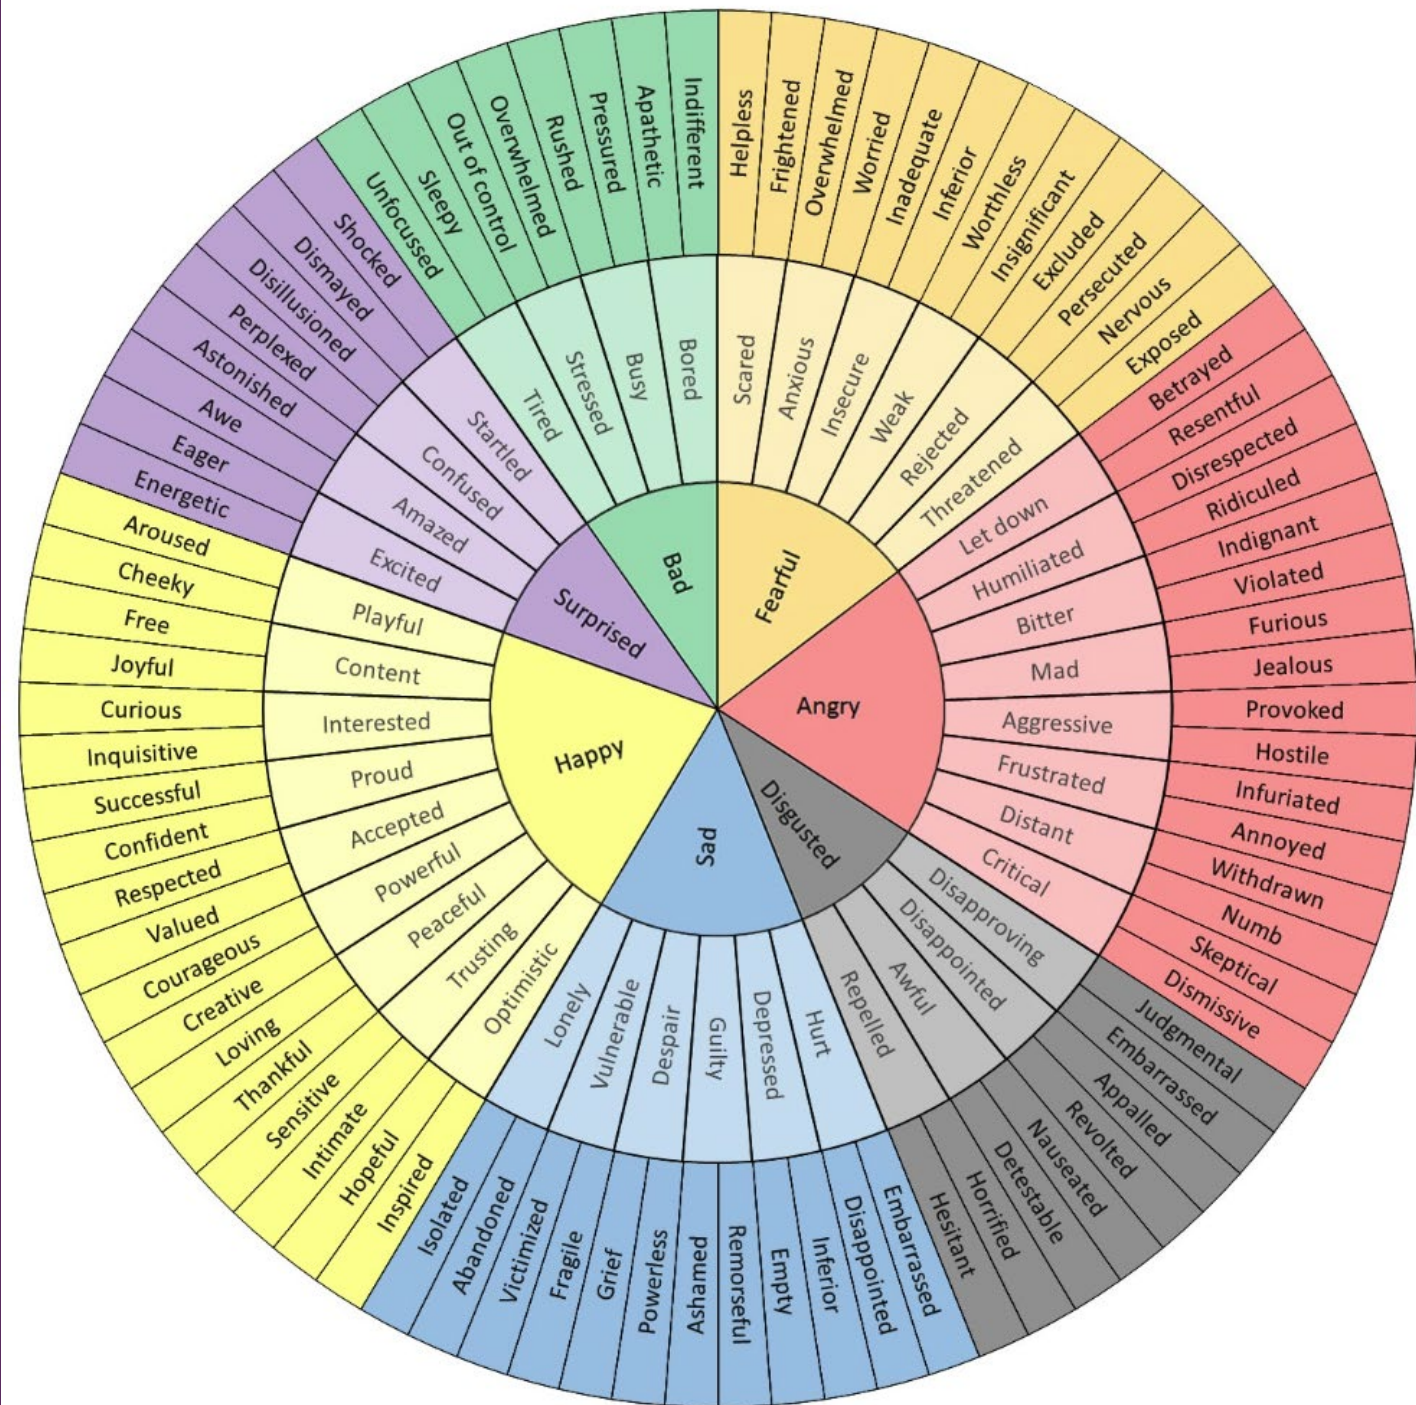 Fearful
Angry
Disgusted
Sad
Happy
Surprised
Bad
Scared
Anxious
Insecure
Weak
Rejected
Threatened
Let down
Humiliated
Bitter
Mad
Aggressive
Frustrated
Distant
Critical
Disapproving
Disappointed
Awful
Repelled
Hurt
Depressed
Guilty
Despair
Vulnerable
Lonely
Optimistic
Trusting
Peaceful
Powerful
Accepted
Proud
Interested
Content
Playful
Excited
Amazed
Confused
Startled
Tired
Stressed
Busy
Bored
Helpless
Frightened
Overwhelmed
Worried
Inadequate
Inferior
Worthless
Insignificant
Excluded
Persecuted
Nervous
Exposed
Betrayed
Resentful
Disrespected
Ridiculed
Indignant
Violated
Furious
Jealous
Provoked
Hostile
Infuriated
Annoyed
Withdrawn
Numb
Skeptical
Dismissive
Judgmental
Embarrassed
Appalled
Revolted
Nauseated
Detestable
Horrified
Hesitant
Embarrassed
Disappointed
Inferior
Empty
Remorseful
Ashamed
Powerless
Grief
Fragile
Victimized
Abandoned
Isolated
Inspired
Hopeful
Intimate
Sensitive
Thankful
Loving
Creative
Courageous
Valued
Respected
Confident
Successful
Inquisitive
Curious
Joyful
Free
Cheeky
Aroused
Energetic
Eager
Awe
Astonished
Perplexed
Disillusioned
Dismayed
Shocked
Unfocussed
Sleepy
Out of control
Overwhelmed
Rushed
Pressured
Apathetic
Indifferent